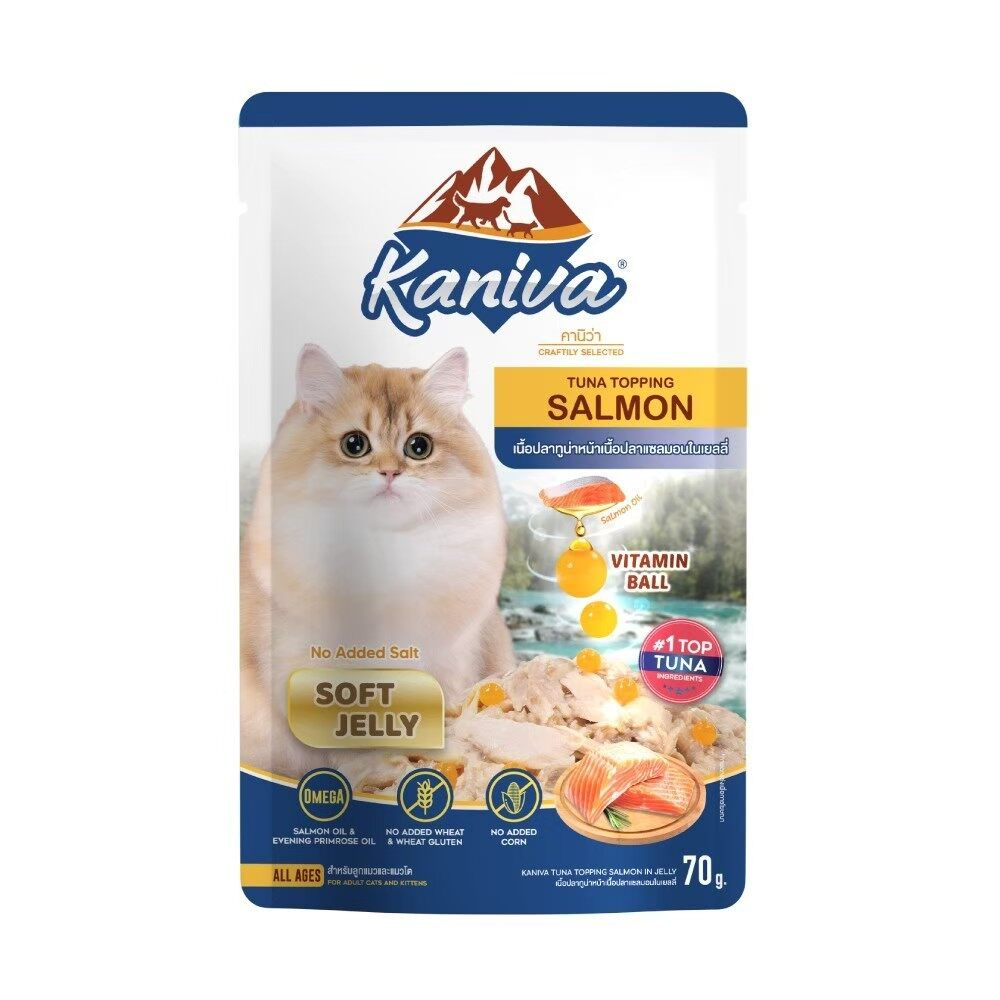 Kaniva®
คานิว่า
CRAFTILY SELECTED
TUNA TOPPING
SALMON
เนื้อปลาทูน่าหน้าเนื้อปลาแซลมอนในเยลลี่
Salmon Oil
VITAMIN
BALL
#1 TOP
TUNA
INGREDIENTS
No Added Salt
SOFT
JELLY
OMEGA
SALMON OIL &
EVENING PRIMROSE OIL
NO ADDED WHEAT
& WHEAT GLUTEN
NO ADDED
CORN
ALL AGES
สำหรับลูกแมวและแมวโต
FOR ADULT CATS AND KITTENS
KANIVA TUNA TOPPING SALMON IN JELLY
เนื้อปลาทูน่าหน้าเนื้อปลาแซลมอนในเยลลี่
70 g.